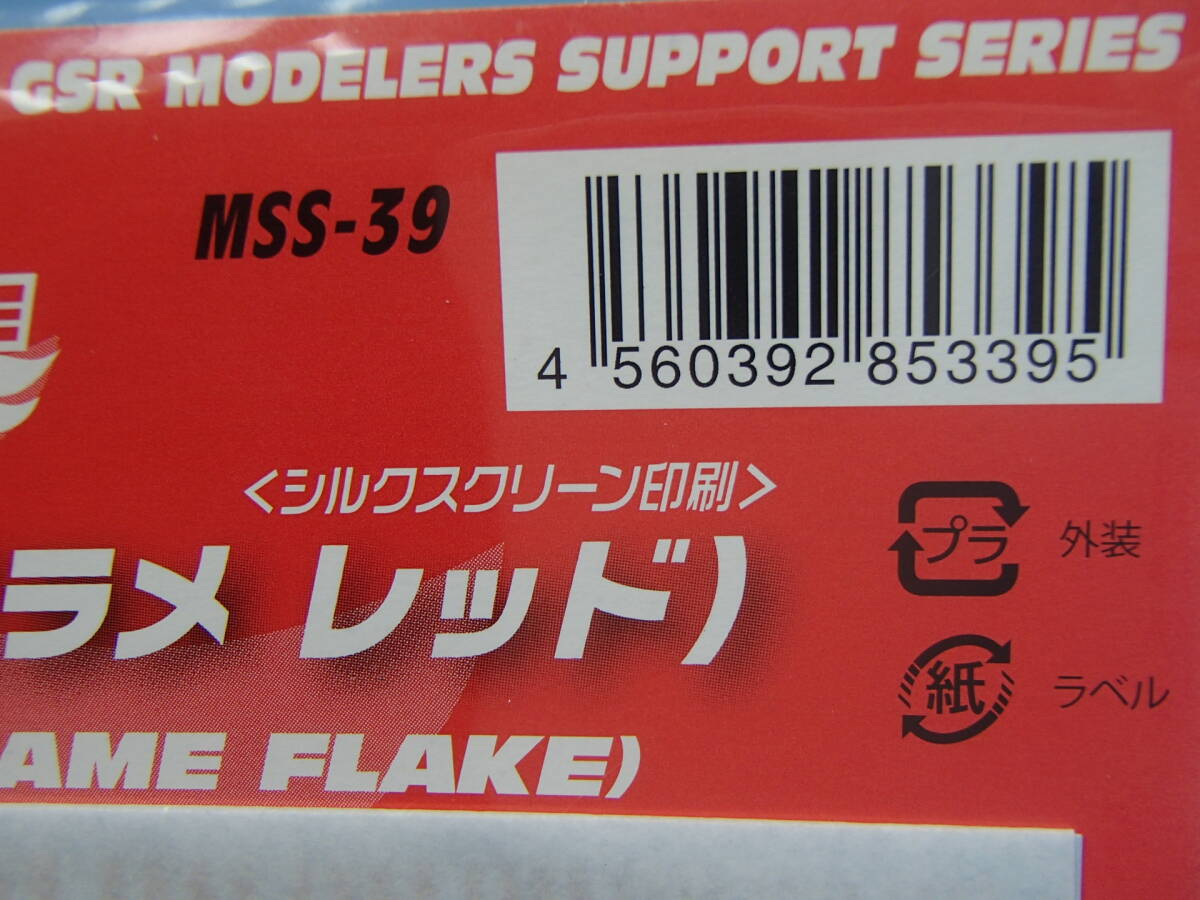 GSR MODELERS SUPPORT SERIES
MSS-39
4 560392 853395
<シルクスクリーン印刷>
ラメ レッド)
AME FLAKE)
プラ 外装
紙 ラベル